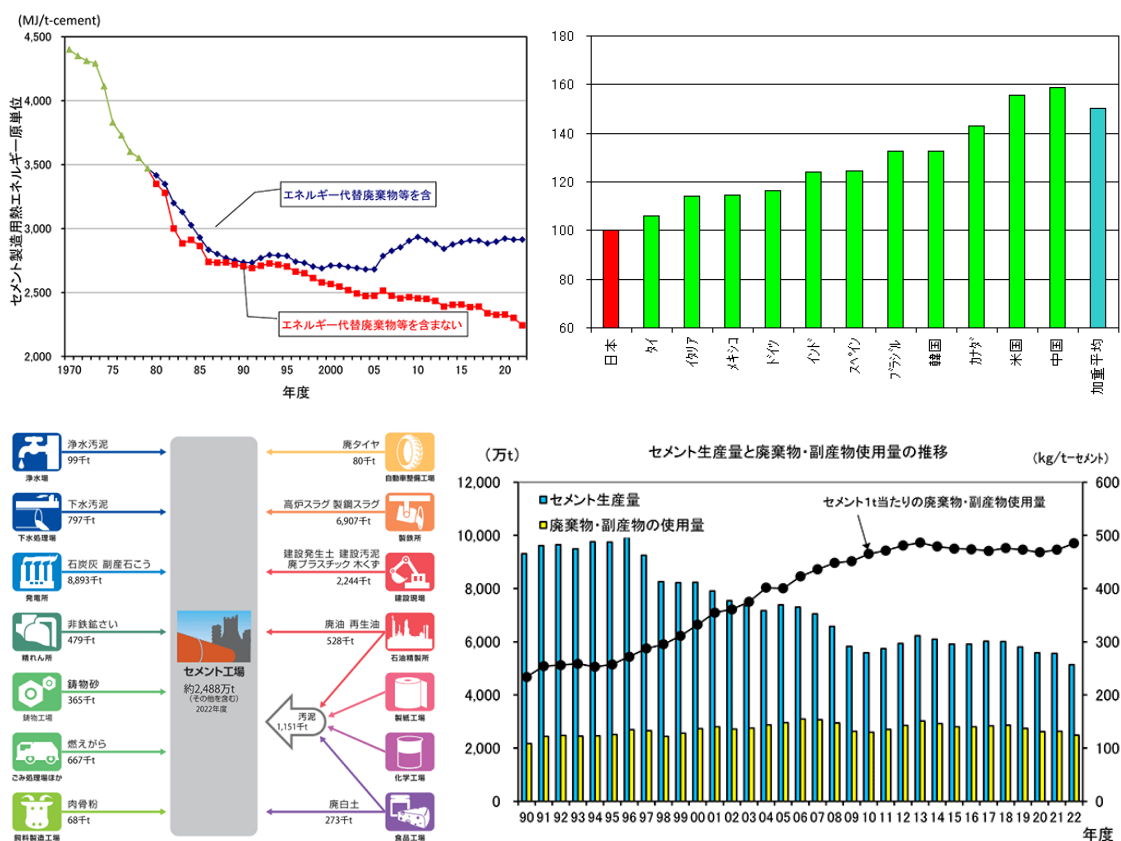 (MJ/t-cement)
セメント製造用熱エネルギー原単位
4,500
4,000
3,500
3,000
2,500
2,000
エネルギー代替廃棄物等を含
エネルギー代替廃棄物等を含まない
1970 75 80 85 90 95 2000 05 10 15 20
年度
180
160
140
120
100
80
60
日本 タイ イタリア メキシコ ドイツ インド スペイン ブラジル 韓国 カナダ 米国 中国 加重平均
浄水汚泥
99千t
浄水場
下水汚泥
797千t
下水処理場
石炭灰 副産石こう
8,893千t
発電所
非鉄鉱さい
479千t
精れん所
鋳物砂
365千t
鋳物工場
燃えがら
667千t
ごみ処理場ほか
肉骨粉
68千t
飼料製造工場
セメント工場
約2,488万t
(その他を含む)
2022年度
廃タイヤ
80千t
自動車整備工場
高炉スラグ 製鋼スラグ
6,907千t
製鉄所
建設発生土 建設汚泥
廃プラスチック 木くず
2,244千t
建設現場
廃油 再生油
528千t
石油精製所
汚泥
1,151千t
製紙工場
化学工場
廃白土
273千t
食品工場
セメント生産量と廃棄物・副産物使用量の推移
(万t)
(kg/t-セメント)
セメント生産量
廃棄物・副産物の使用量
セメント1t当たりの廃棄物・副産物使用量
12,000
10,000
8,000
6,000
4,000
2,000
0
600
500
400
300
200
100
0
90 91 92 93 94 95 96 97 98 99 00 01 02 03 04 05 06 07 08 09 10 11 12 13 14 15 16 17 18 19 20 21 22
年度